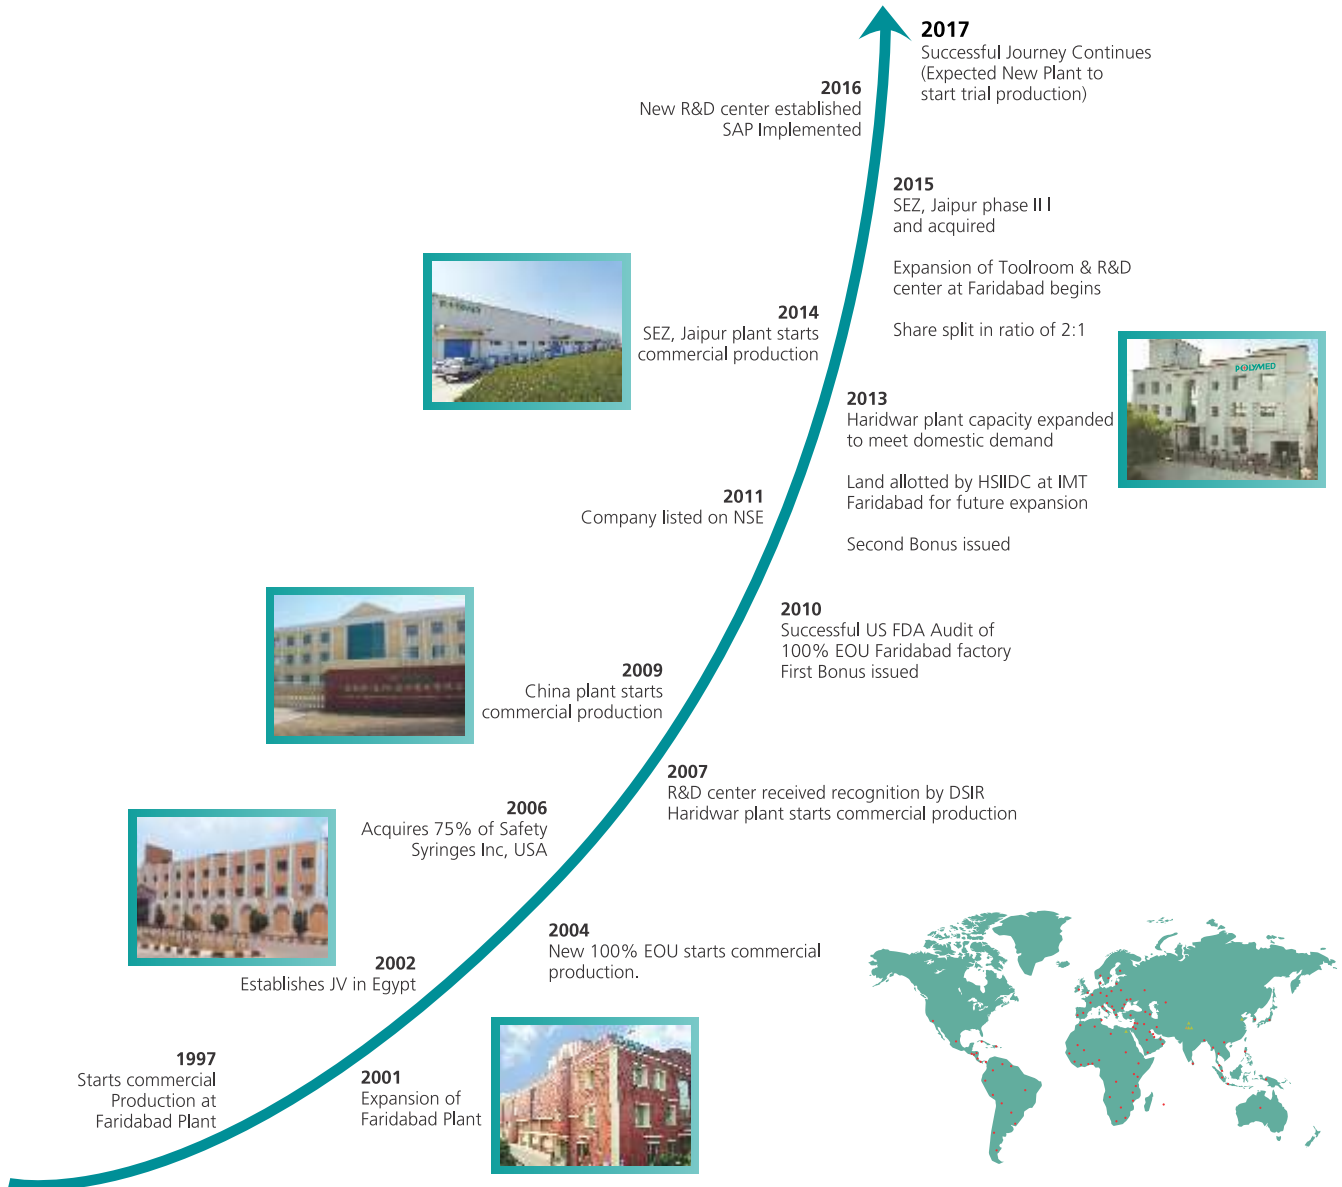 2017
Successful Journey Continues
(Expected New Plant to
start trial production)
2016
New R&D center established
SAP Implemented
2015
SEZ, Jaipur phase II l
and acquired
Expansion of Toolroom & R&D
center at Faridabad begins
Share split in ratio of 2:1
2014
SEZ, Jaipur plant starts
commercial production
POLYMED
2013
Haridwar plant capacity expanded
to meet domestic demand
Land allotted by HSIIDC at IMT
Faridabad for future expansion
Second Bonus issued
2011
Company listed on NSE
2010
Successful US FDA Audit of
100% EOU Faridabad factory
First Bonus issued
2009
China plant starts
commercial production
2007
R&D center received recognition by DSIR
Haridwar plant starts commercial production
2006
Acquires 75% of Safety
Syringes Inc, USA
2004
New 100% EOU starts commercial
production.
2002
Establishes JV in Egypt
2001
Expansion of
Faridabad Plant
1997
Starts commercial
Production at
Faridabad Plant